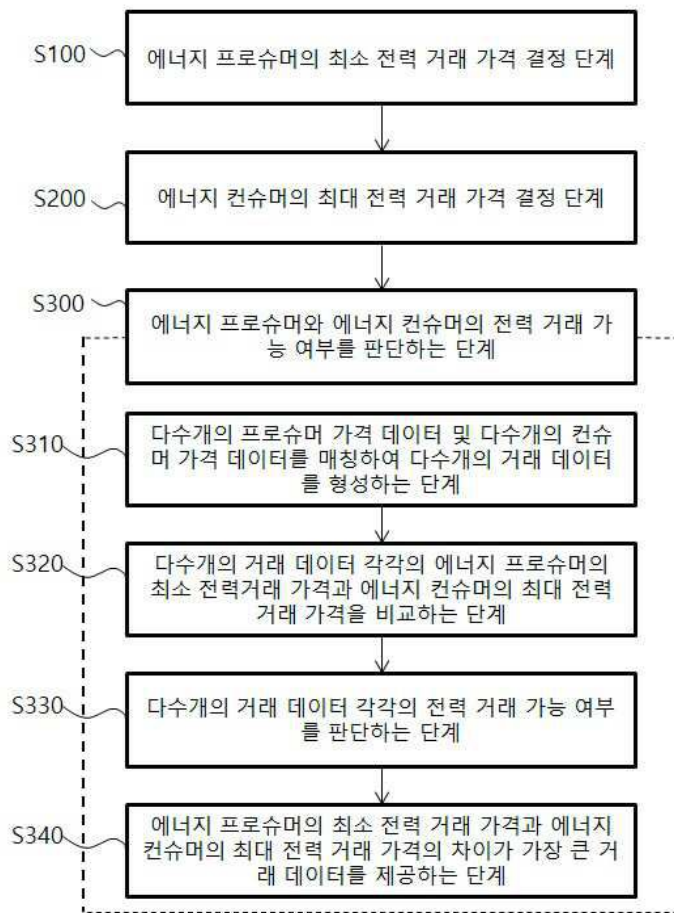 S100
에너지 프로슈머의 최소 전력 거래 가격 결정 단계
S200
에너지 컨슈머의 최대 전력 거래 가격 결정 단계
S300
에너지 프로슈머와 에너지 컨슈머의 전력 거래 가
능 여부를 판단하는 단계
S310
다수개의 프로슈머 가격 데이터 및 다수개의 컨슈
머 가격 데이터를 매칭하여 다수개의 거래 데이터
를 형성하는 단계
S320
다수개의 거래 데이터 각각의 에너지 프로슈머의
최소 전력거래 가격과 에너지 컨슈머의 최대 전력
거래 가격을 비교하는 단계
S330
다수개의 거래 데이터 각각의 전력 거래 가능 여부
를 판단하는 단계
S340
에너지 프로슈머의 최소 전력 거래 가격과 에너지
컨슈머의 최대 전력 거래 가격의 차이가 가장 큰 거
래 데이터를 제공하는 단계